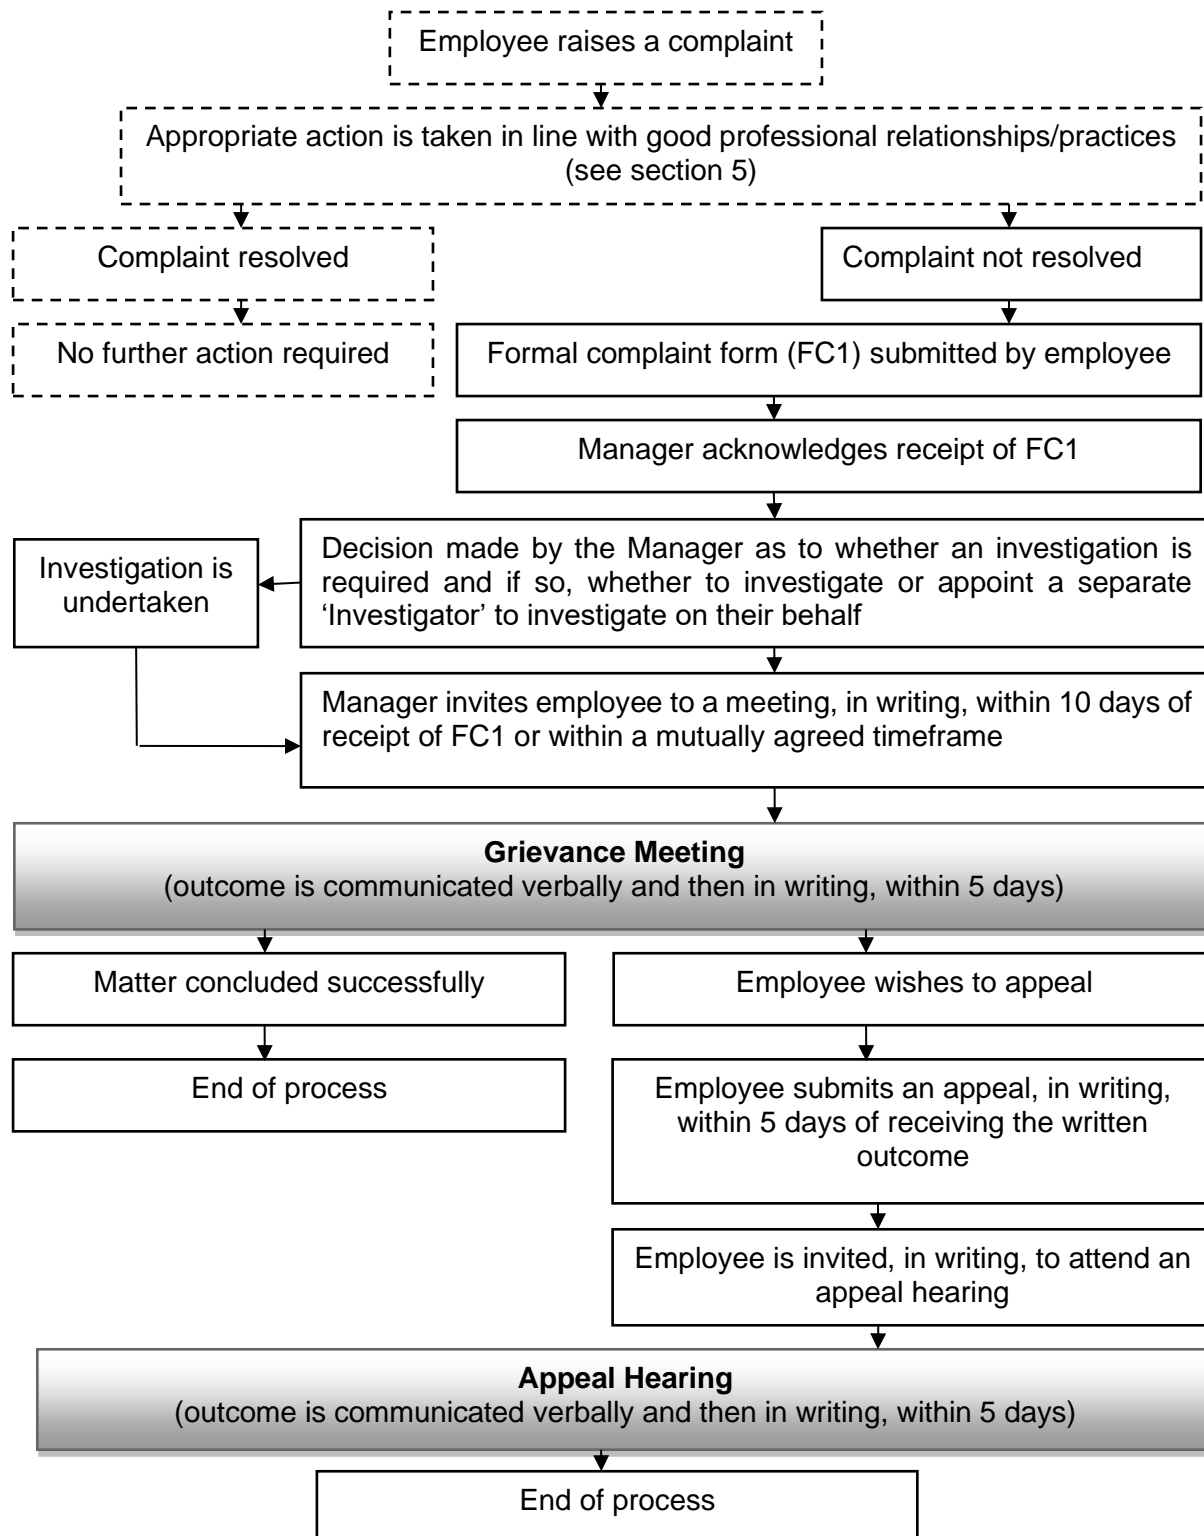 Employee raises a complaint
Appropriate action is taken in line with good professional relationships/practices
(see section 5)
Complaint resolved
Complaint not resolved
No further action required
Formal complaint form (FC1) submitted by employee
Manager acknowledges receipt of FC1
Investigation is
undertaken
Decision made by the Manager as to whether an investigation is
required and if so, whether to investigate or appoint a separate
‘Investigator’ to investigate on their behalf
Manager invites employee to a meeting, in writing, within 10 days of
receipt of FC1 or within a mutually agreed timeframe
Grievance Meeting
(outcome is communicated verbally and then in writing, within 5 days)
Matter concluded successfully
Employee wishes to appeal
End of process
Employee submits an appeal, in writing,
within 5 days of receiving the written
outcome
Employee is invited, in writing, to attend an
appeal hearing
Appeal Hearing
(outcome is communicated verbally and then in writing, within 5 days)
End of process